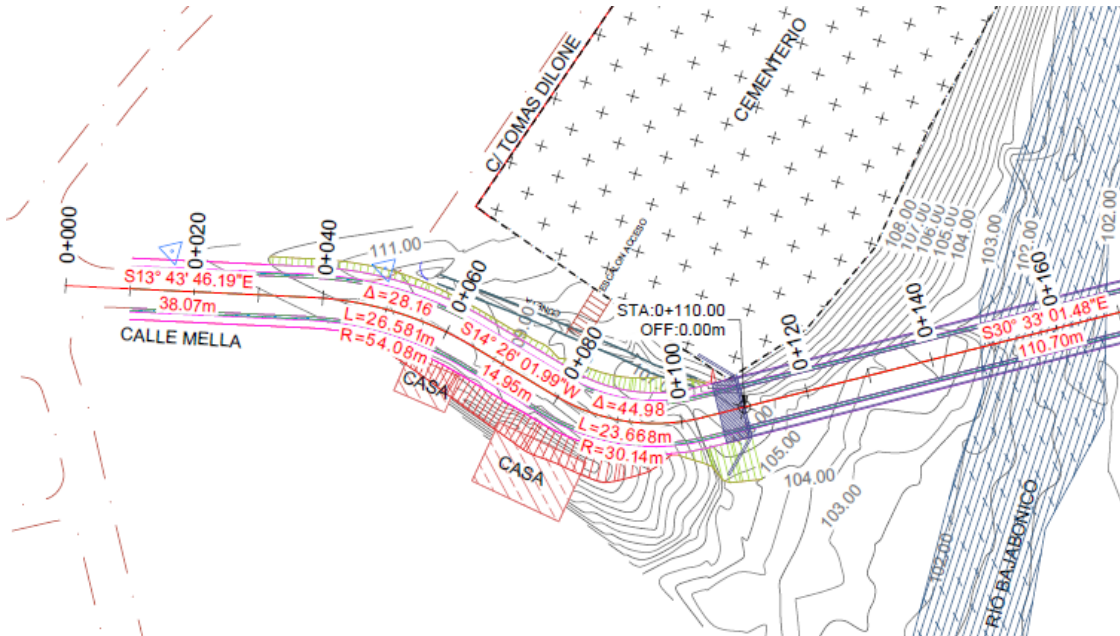 C/ TOMAS DILONE
CEMENTERIO
0+000
0+020
0+040
111.00
0+060
S13° 43' 46.19"E
38.07m
CALLE MELLA
Δ=28.16
L=26.581m
R=54.08m
S14° 26' 01.99"W
14.95m
ESCALON ACCESO
0+080
STA:0+110.00
OFF:0.00m
0+100
0+120
0+140
0+160
Δ=44.98
L=23.668m
R=30.14m
S30° 33' 01.48"E
110.70m
CASA
CASA
108.00
107.00
106.00
105.00
104.00
103.00
102.00
102.00
105.00
104.00
103.00
102.00
RIO BAJABONICO